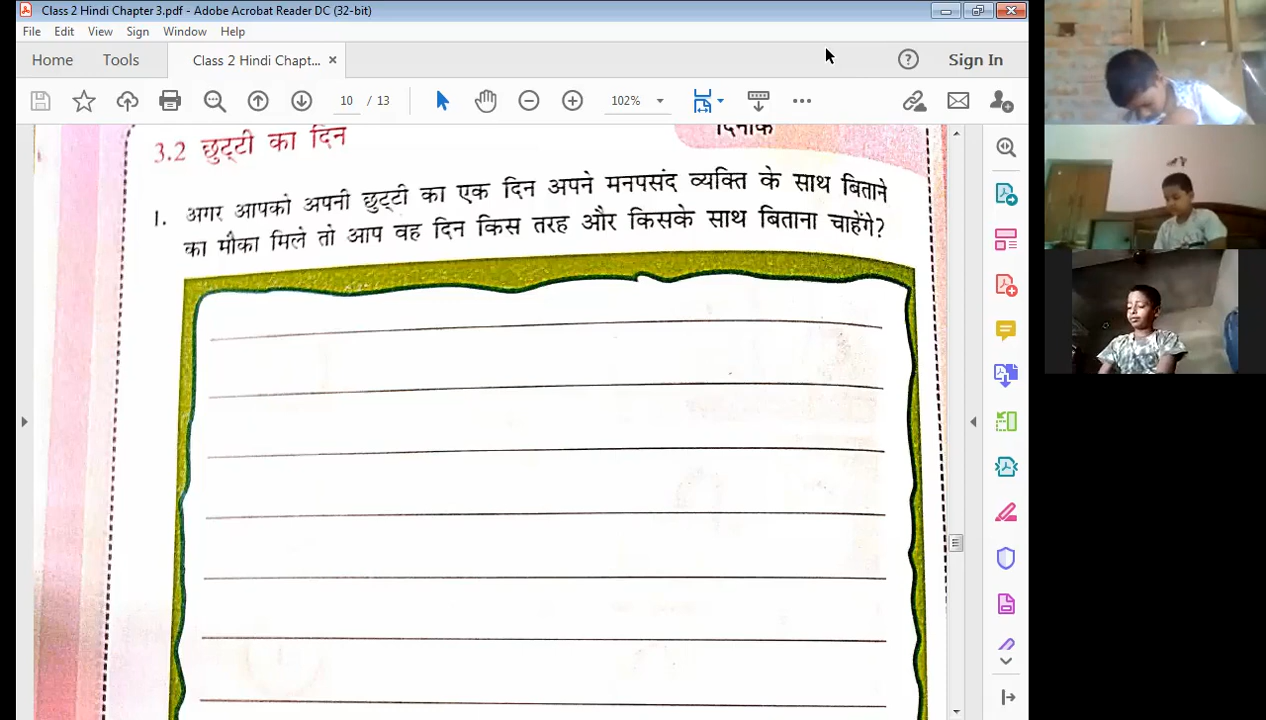 Class 2 Hindi Chapter 3.pdf - Adobe Acrobat Reader DC (32-bit)
File Edit View Sign Window Help
Home Tools Class 2 Hindi Chapt... Sign In
10 / 13 102%
दिनांक
3.2 छुट्टी का दिन
1. अगर आपको अपनी छुट्टी का एक दिन अपने मनपसंद व्यक्ति के साथ बिताने
का मौका मिले तो आप वह दिन किस तरह और किसके साथ बिताना चाहेंगे?